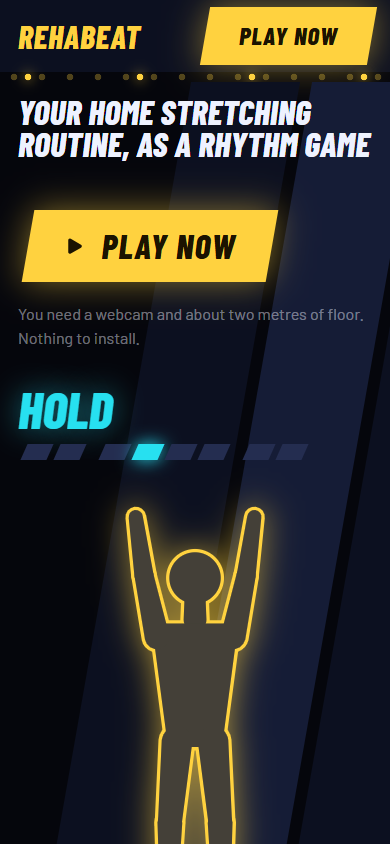 REHABEAT
PLAY NOW
YOUR HOME STRETCHING
ROUTINE, AS A RHYTHM GAME
PLAY NOW
You need a webcam and about two metres of floor.
Nothing to install.
HOLD